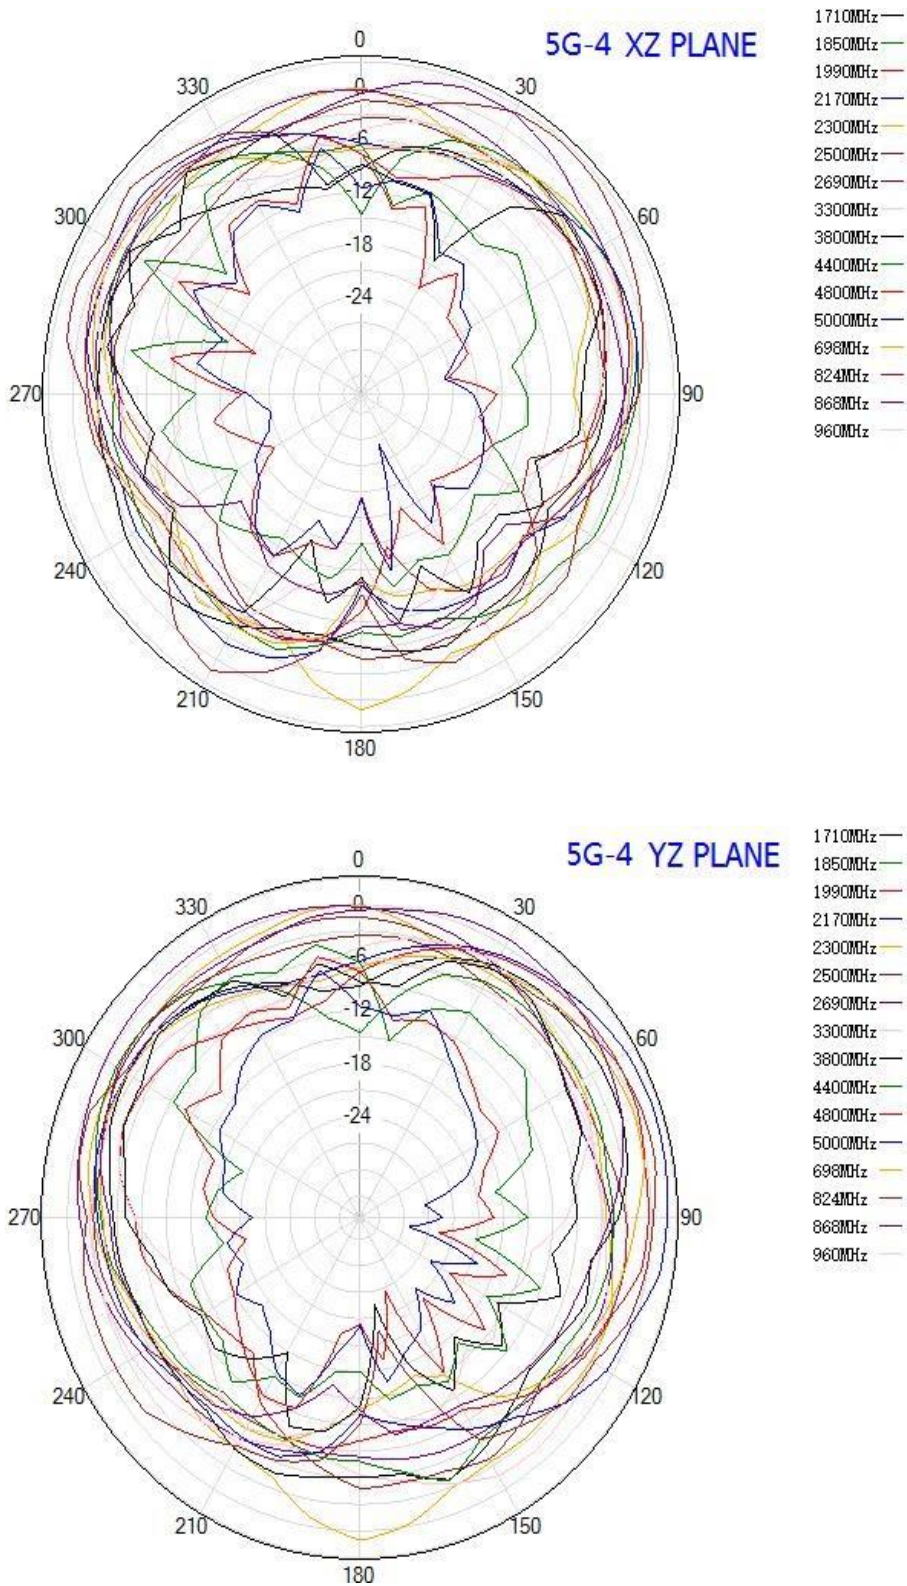 5G-4 XZ PLANE
0
30
60
90
120
150
180
210
240
270
300
330
0
-6
-12
-18
-24
1710MHz
1850MHz
1990MHz
2170MHz
2300MHz
2500MHz
2690MHz
3300MHz
3800MHz
4400MHz
4800MHz
5000MHz
698MHz
824MHz
868MHz
960MHz
5G-4 YZ PLANE
0
30
60
90
120
150
180
210
240
270
300
330
0
-6
-12
-18
-24
1710MHz
1850MHz
1990MHz
2170MHz
2300MHz
2500MHz
2690MHz
3300MHz
3800MHz
4400MHz
4800MHz
5000MHz
698MHz
824MHz
868MHz
960MHz